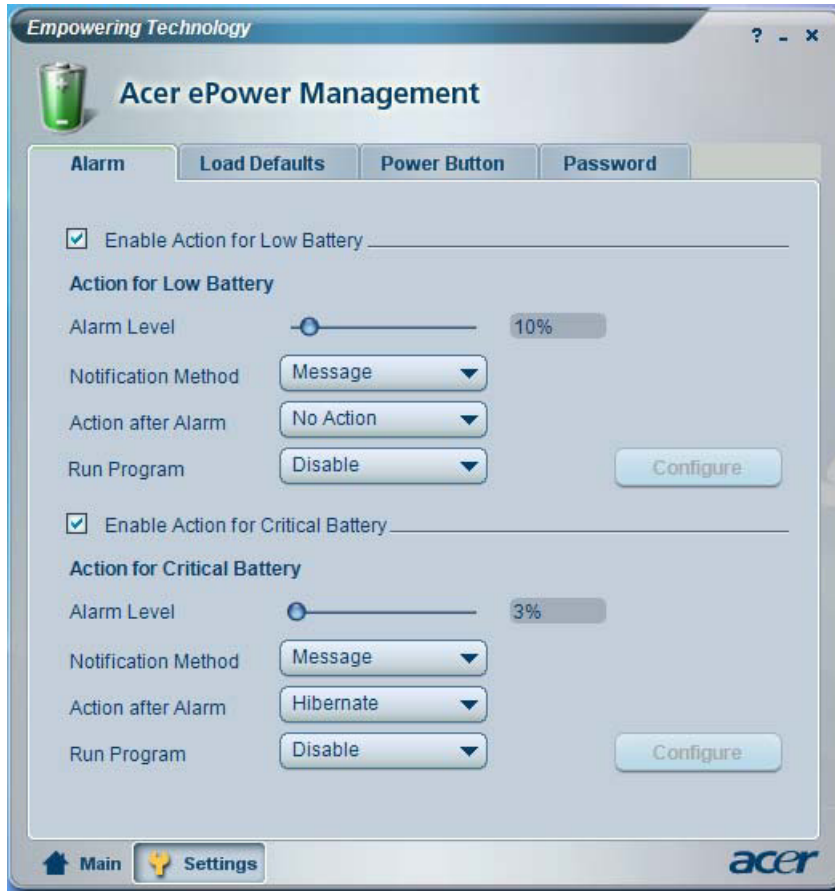 Empowering Technology
? - x
Acer ePower Management
Alarm Load Defaults Power Button Password
Enable Action for Low Battery
Action for Low Battery
Alarm Level 10%
Notification Method Message
Action after Alarm No Action
Run Program Disable Configure
Enable Action for Critical Battery
Action for Critical Battery
Alarm Level 3%
Notification Method Message
Action after Alarm Hibernate
Run Program Disable Configure
Main Settings acer